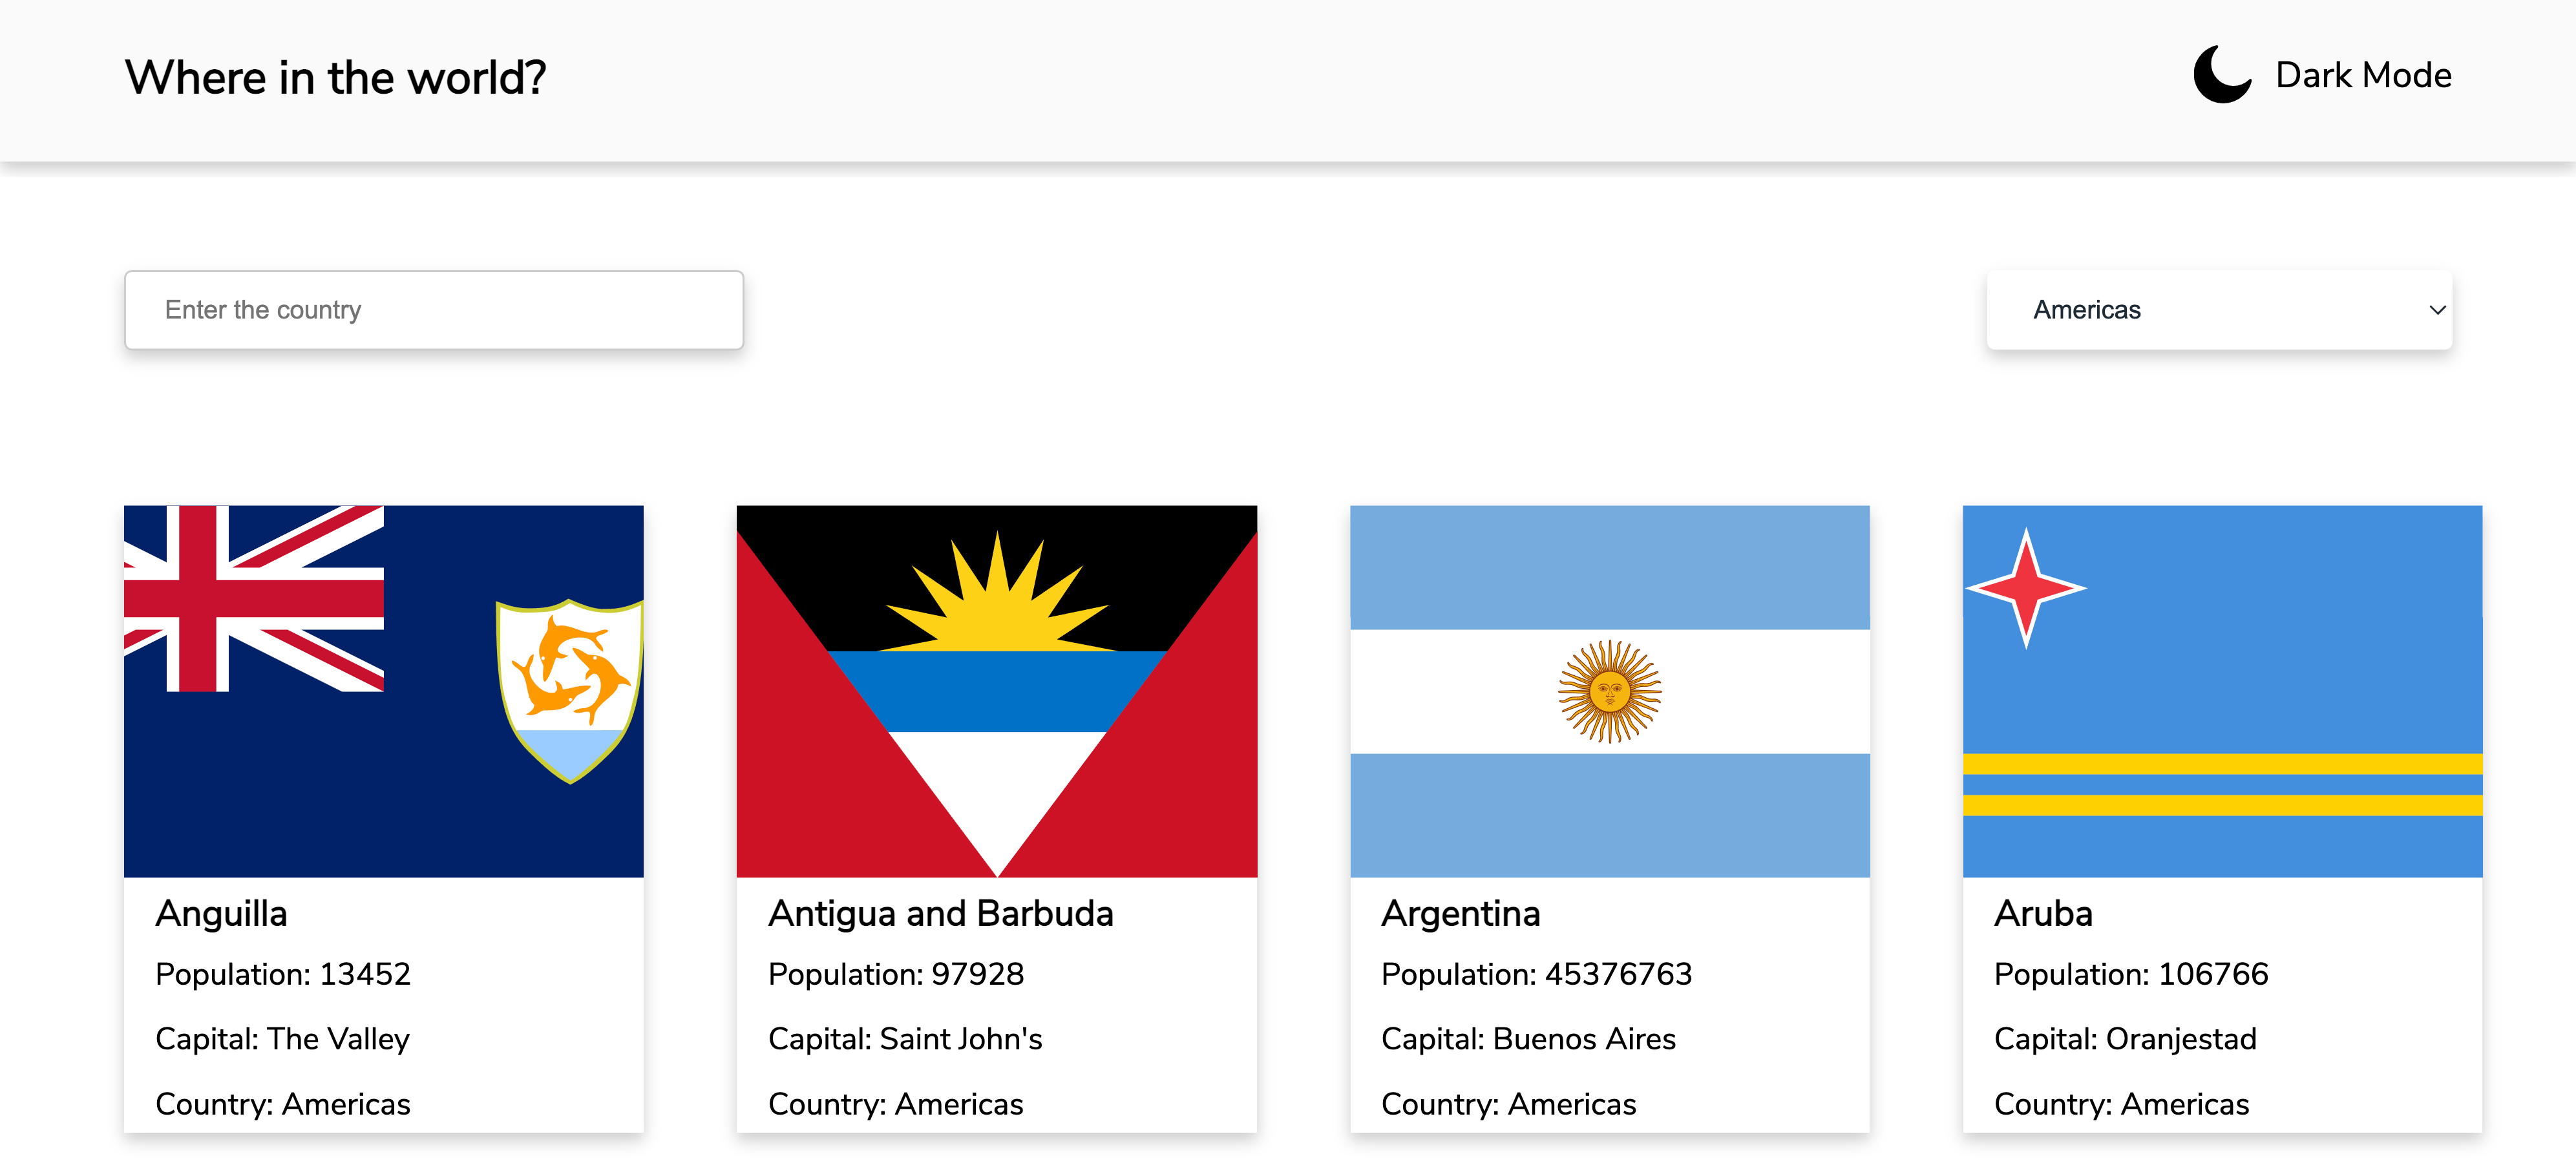 Where in the world?
Dark Mode
Enter the country
Americas
Anguilla
Population: 13452
Capital: The Valley
Country: Americas
Antigua and Barbuda
Population: 97928
Capital: Saint John's
Country: Americas
Argentina
Population: 45376763
Capital: Buenos Aires
Country: Americas
Aruba
Population: 106766
Capital: Oranjestad
Country: Americas